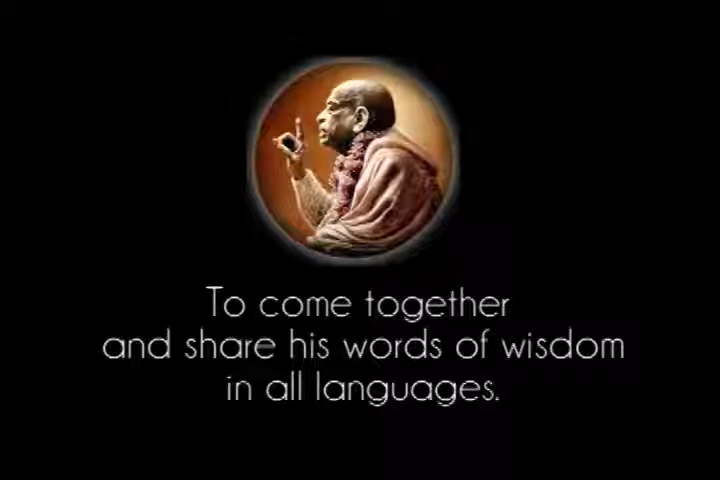 To come together
and share his words of wisdom
in all languages.